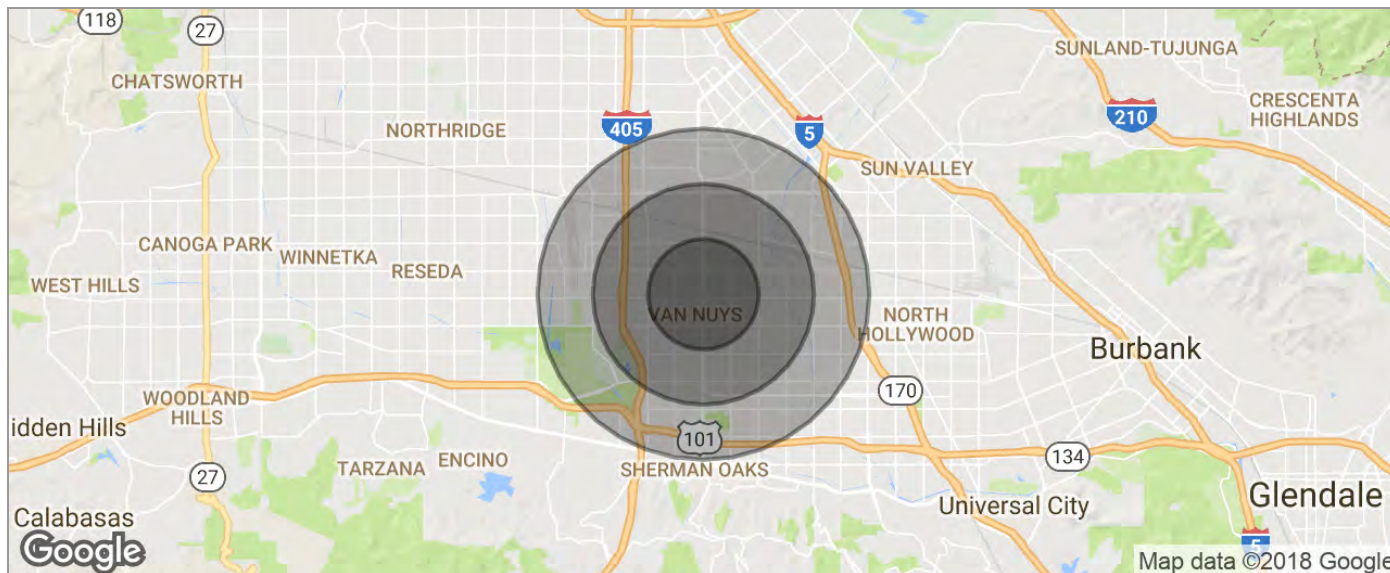 118
27
SUNLAND-TUJUNGA
CHATSWORTH
CRESCENTA
HIGHLANDS
210
NORTHRIDGE
405
5
SUN VALLEY
CANOGA PARK
WINNETKA
RESEDA
WEST HILLS
VAN NUYS
NORTH
HOLLYWOOD
Burbank
WOODLAND
HILLS
170
idden Hills
101
134
TARZANA
ENCINO
SHERMAN OAKS
27
Universal City
Glendale
Calabasas
5
Google
Map data ©2018 Google